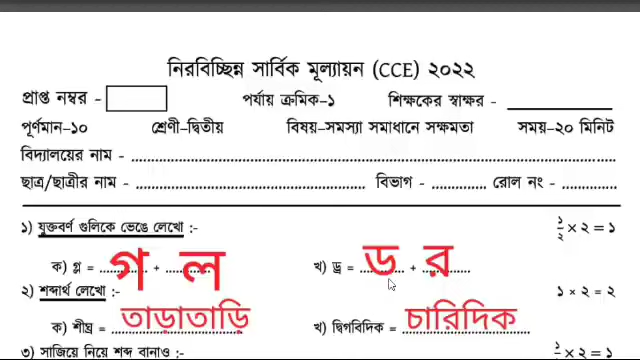 নিরবিচ্ছিন্ন সার্বিক মূল্যায়ন (CCE) ২০২২
প্রাপ্ত নম্বর - পর্যায় ক্রমিক-১ শিক্ষকের স্বাক্ষর -
পূর্ণমান-১০ শ্রেণী-দ্বিতীয় বিষয়-সমস্যা সমাধানে সক্ষমতা সময়-২০ মিনিট
বিদ্যালয়ের নাম - ........................
ছাত্র/ছাত্রীর নাম - ........................ বিভাগ - ............ রোল নং - ............
১) যুক্তবর্ণ গুলিকে ভেঙে লেখো :- ১/২ × ২ = ১
ক) গ্ল = গ + ল খ) ড্র = ড + র
২) শব্দার্থ লেখো :- ১ × ২ = ২
ক) শীঘ্র = তাড়াতাড়ি খ) দ্বিগবিদিক = চারিদিক
৩) সাজিয়ে নিয়ে শব্দ বানাও : ১/২ × ২ = ১